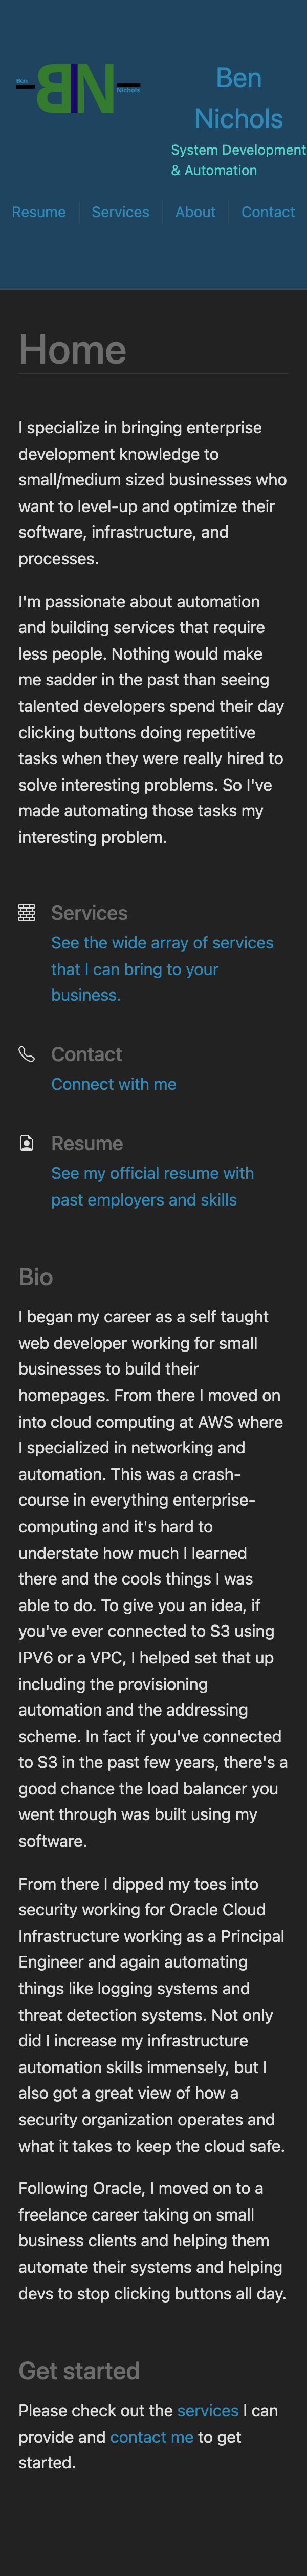 Ben
BN
Nichols
Ben
Nichols
System Development
& Automation
Resume
Services
About
Contact
Home
I specialize in bringing enterprise
development knowledge to
small/medium sized businesses who
want to level-up and optimize their
software, infrastructure, and
processes.
I'm passionate about automation
and building services that require
less people. Nothing would make
me sadder in the past than seeing
talented developers spend their day
clicking buttons doing repetitive
tasks when they were really hired to
solve interesting problems. So I've
made automating those tasks my
interesting problem.
Services
See the wide array of services
that I can bring to your
business.
Contact
Connect with me
Resume
See my official resume with
past employers and skills
Bio
I began my career as a self taught
web developer working for small
businesses to build their
homepages. From there I moved on
into cloud computing at AWS where
I specialized in networking and
automation. This was a crash-
course in everything enterprise-
computing and it's hard to
understate how much I learned
there and the cools things I was
able to do. To give you an idea, if
you've ever connected to S3 using
IPV6 or a VPC, I helped set that up
including the provisioning
automation and the addressing
scheme. In fact if you've connected
to S3 in the past few years, there's a
good chance the load balancer you
went through was built using my
software.
From there I dipped my toes into
security working for Oracle Cloud
Infrastructure working as a Principal
Engineer and again automating
things like logging systems and
threat detection systems. Not only
did I increase my infrastructure
automation skills immensely, but I
also got a great view of how a
security organization operates and
what it takes to keep the cloud safe.
Following Oracle, I moved on to a
freelance career taking on small
business clients and helping them
automate their systems and helping
devs to stop clicking buttons all day.
Get started
Please check out the services I can
provide and contact me to get
started.